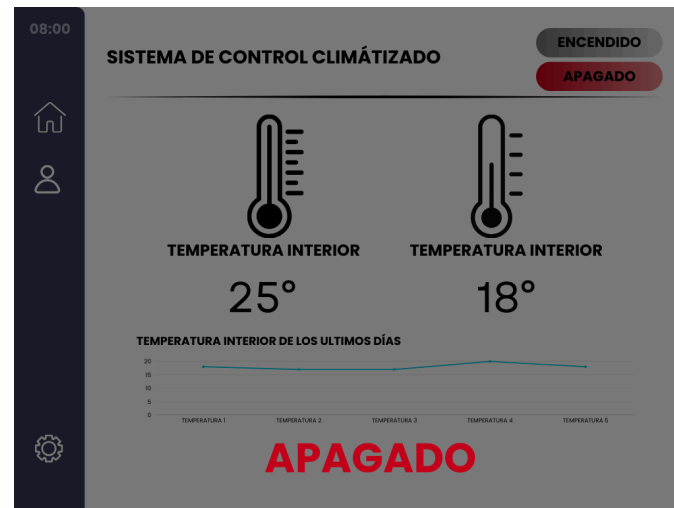 08:00
SISTEMA DE CONTROL CLIMÁTIZADO
ENCENDIDO
APAGADO
TEMPERATURA INTERIOR
TEMPERATURA INTERIOR
25°
18°
TEMPERATURA INTERIOR DE LOS ULTIMOS DÍAS
20
15
10
5
0
TEMPERATURA 1
TEMPERATURA 2
TEMPERATURA 3
TEMPERATURA 4
TEMPERATURA 5
APAGADO